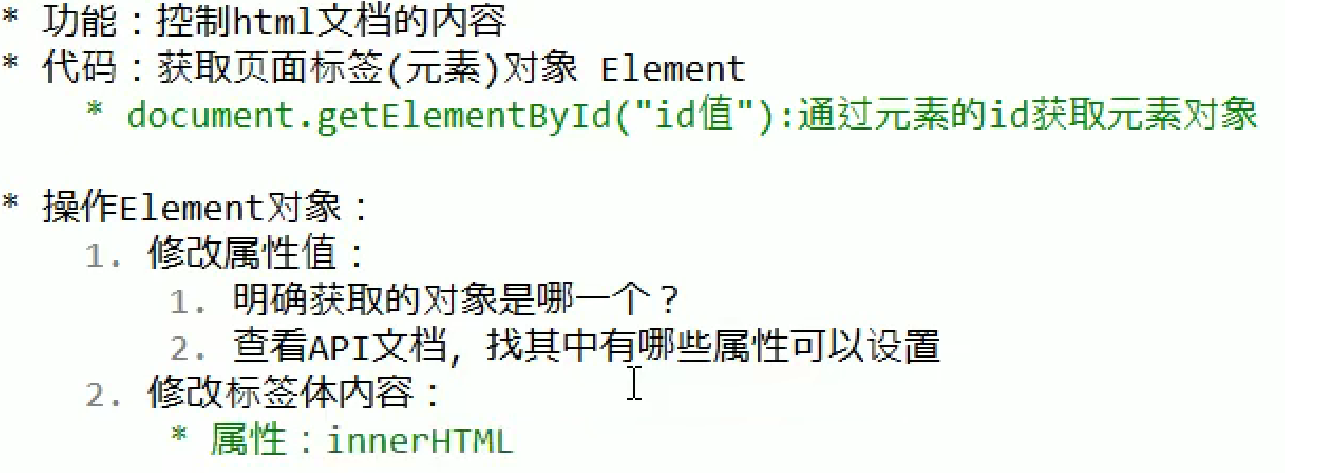 * 功能：控制html文档的内容
* 代码：获取页面标签(元素)对象 Element
* document.getElementById("id值"):通过元素的id获取元素对象
* 操作Element对象：
1. 修改属性值：
1. 明确获取的对象是哪一个？
2. 查看API文档，找其中有哪些属性可以设置
2. 修改标签体内容：
* 属性：innerHTML